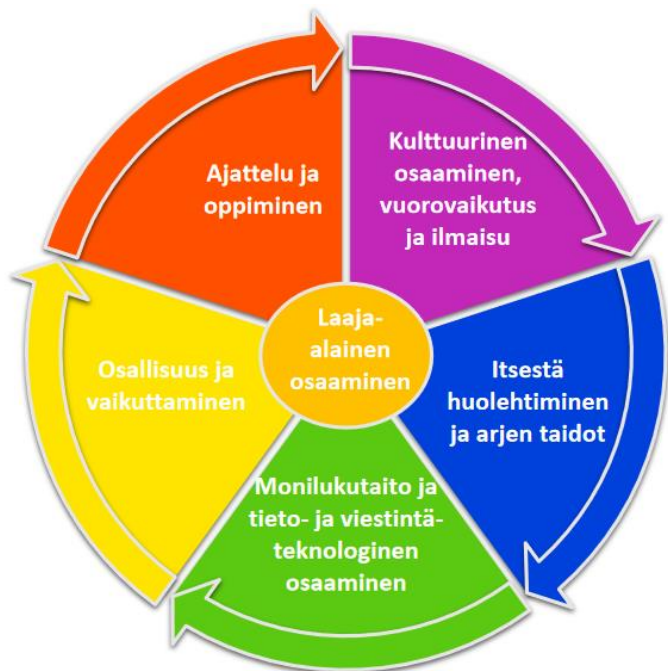 Ajattelu ja
oppiminen
Kulttuurinen
osaaminen,
vuorovaikutus
ja ilmaisu
Laaja-
alainen
osaaminen
Osallisuus ja
vaikuttaminen
Itsestä
huolehtiminen
ja arjen taidot
Monilukutaito ja
tieto- ja viestintä-
teknologinen
osaaminen